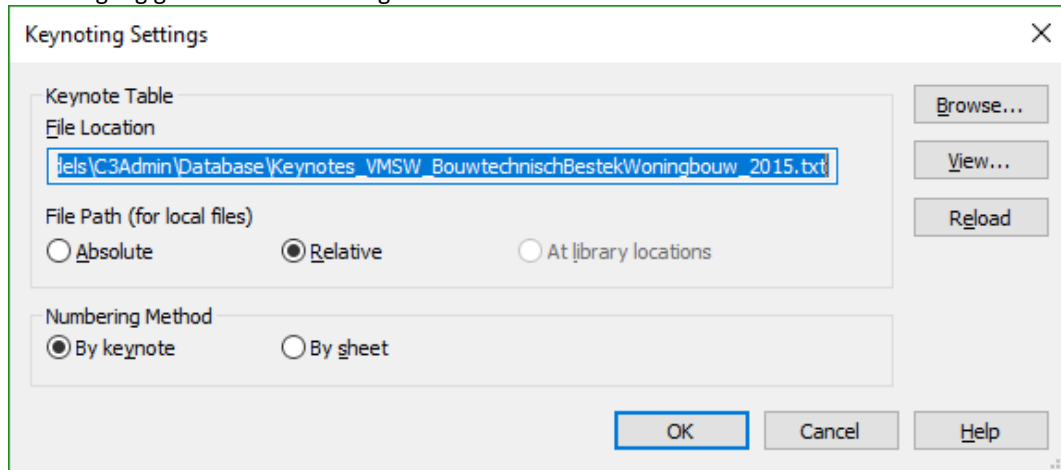 Keynoting Settings
Keynote Table
File Location
Browse...
dels\C3Admin\Database\Keynotes_VMSW_BouwtechnischBestekWoningbouw_2015.txt
View...
File Path (for local files)
Reload
Absolute Relative At library locations
Numbering Method
By keynote By sheet
OK Cancel Help